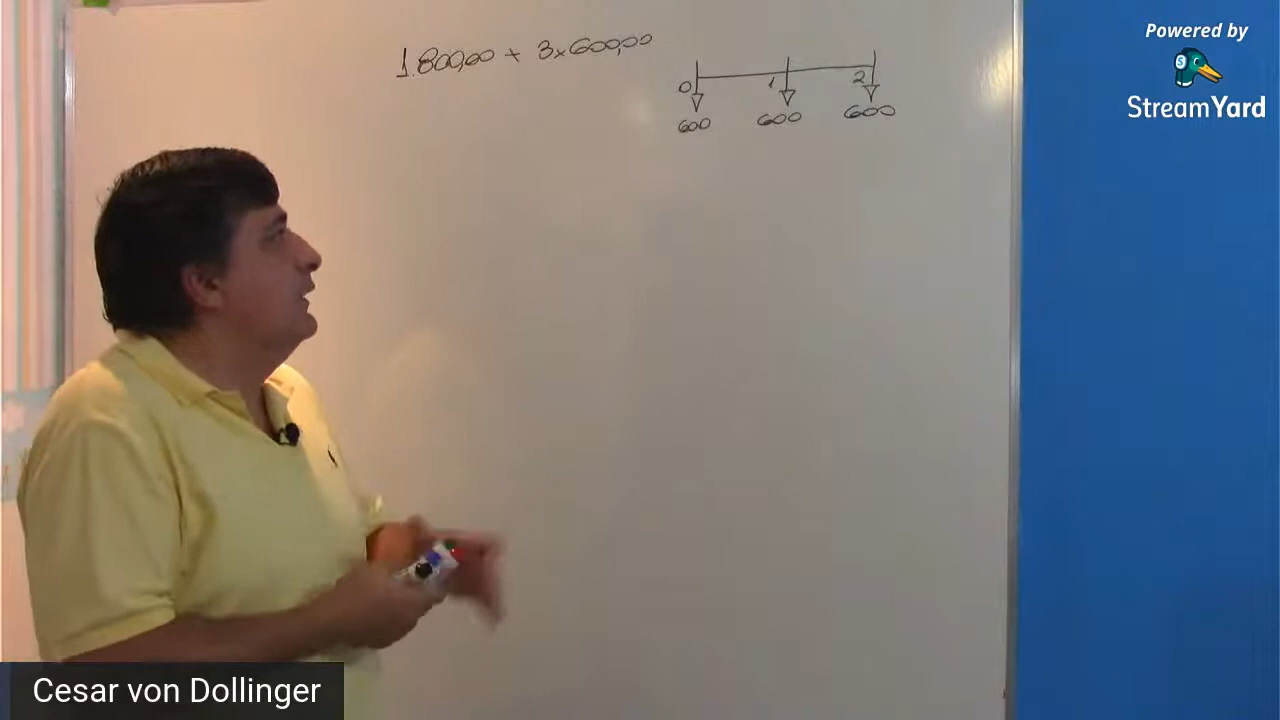 1.800,00 + 3x600,00
0 1 2
600 600 600
Powered by
StreamYard
Cesar von Dollinger